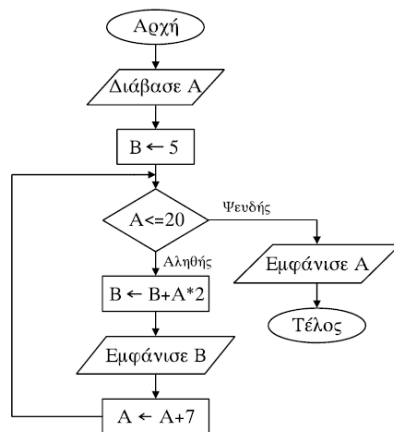 Αρχή
Διάβασε Α
Β ← 5
Α<=20
Ψευδής
Αληθής
Εμφάνισε Α
Β ← Β+Α*2
Τέλος
Εμφάνισε Β
Α ← Α+7